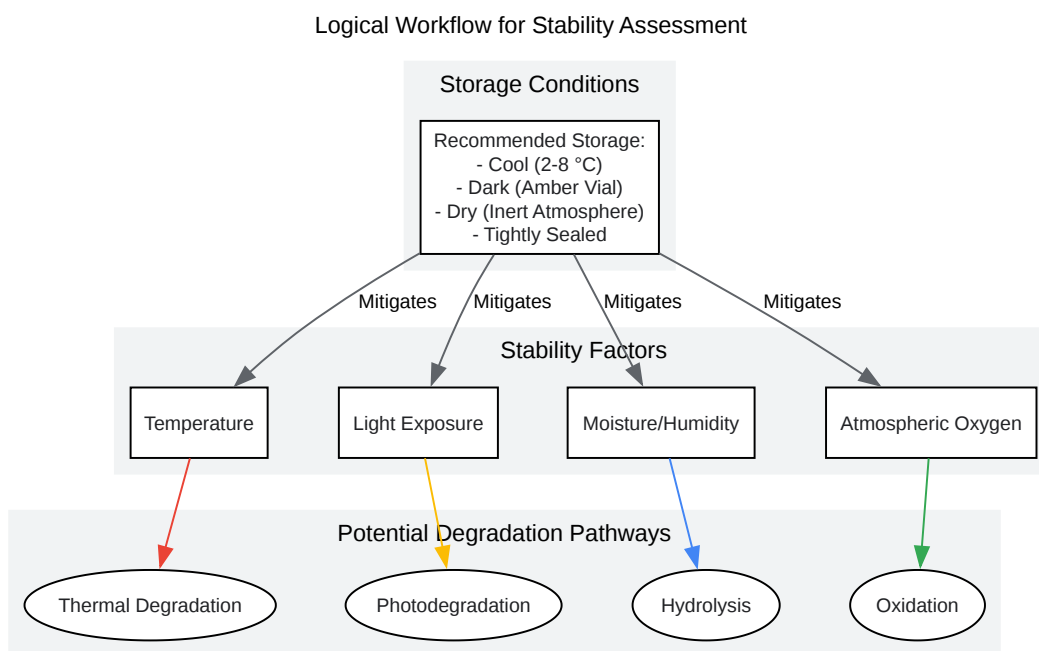 Logical Workflow for Stability Assessment
Storage Conditions
Recommended Storage:
- Cool (2-8 °C)
- Dark (Amber Vial)
- Dry (Inert Atmosphere)
- Tightly Sealed
Mitigates
Mitigates
Mitigates
Mitigates
Stability Factors
Temperature
Light Exposure
Moisture/Humidity
Atmospheric Oxygen
Potential Degradation Pathways
Thermal Degradation
Photodegradation
Hydrolysis
Oxidation